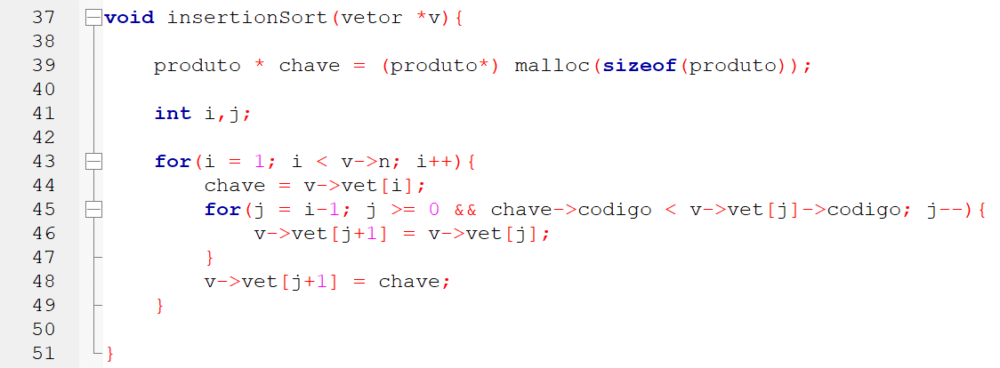 37 void insertionSort(vetor *v){
38
39 produto * chave = (produto*) malloc(sizeof(produto));
40
41 int i,j;
42
43 for(i = 1; i < v->n; i++){
44 chave = v->vet[i];
45 for(j = i-1; j >= 0 && chave->codigo < v->vet[j]->codigo; j--){
46 v->vet[j+1] = v->vet[j];
47 }
48 v->vet[j+1] = chave;
49 }
50
51 }